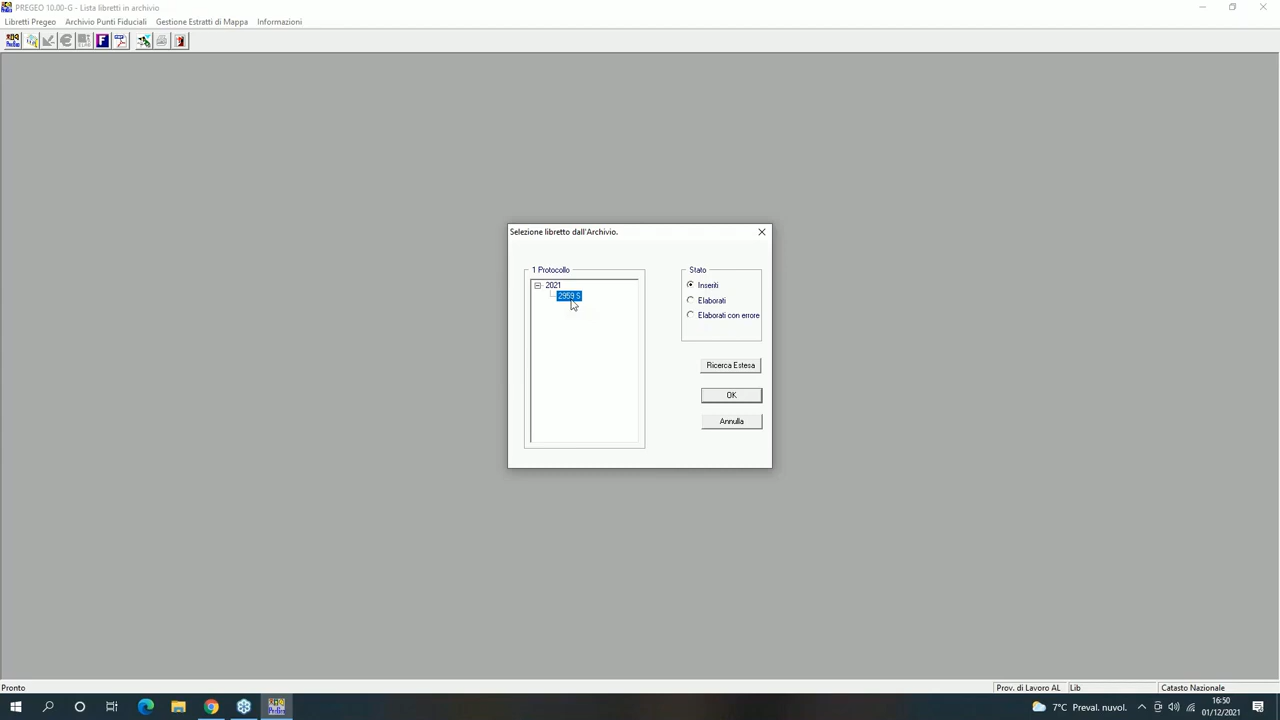 PREGEO 10.00-G - Lista libretti in archivio
Libretti Pregeo Archivio Punti Fiduciali Gestione Estratti di Mappa Informazioni
Selezione libretto dall'Archivio.
1 Protocollo
2021
2959 S
Stato
Inseriti
Elaborati
Elaborati con errore
Ricerca Estesa
OK
Annulla
Pronto
Prov. di Lavoro AL Lib Catasto Nazionale
7°C Preval. nuvol.
16:50
01/12/2021